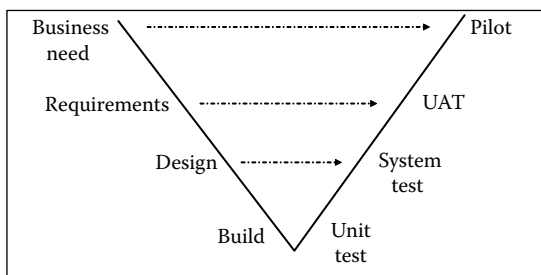 Business
need
Pilot
Requirements
UAT
Design
System
test
Build
Unit
test